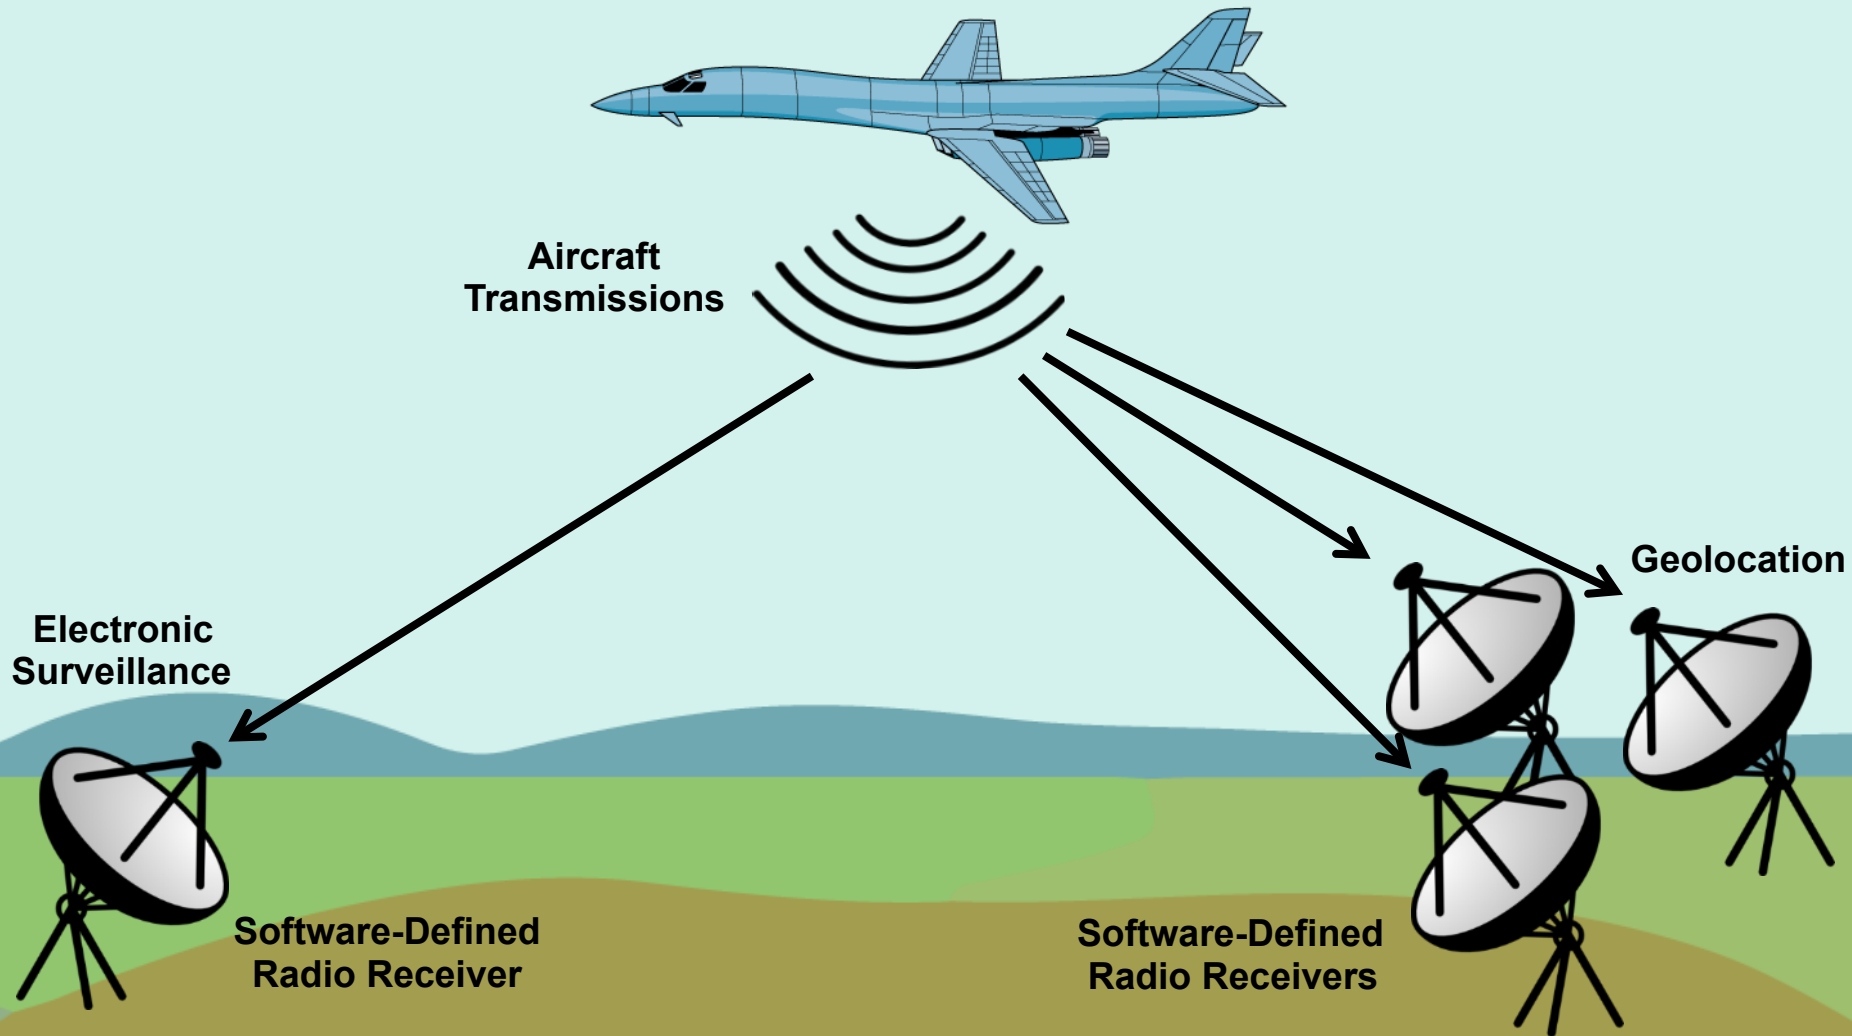 Aircraft
Transmissions
Geolocation
Electronic
Surveillance
Software-Defined
Radio Receiver
Software-Defined
Radio Receivers